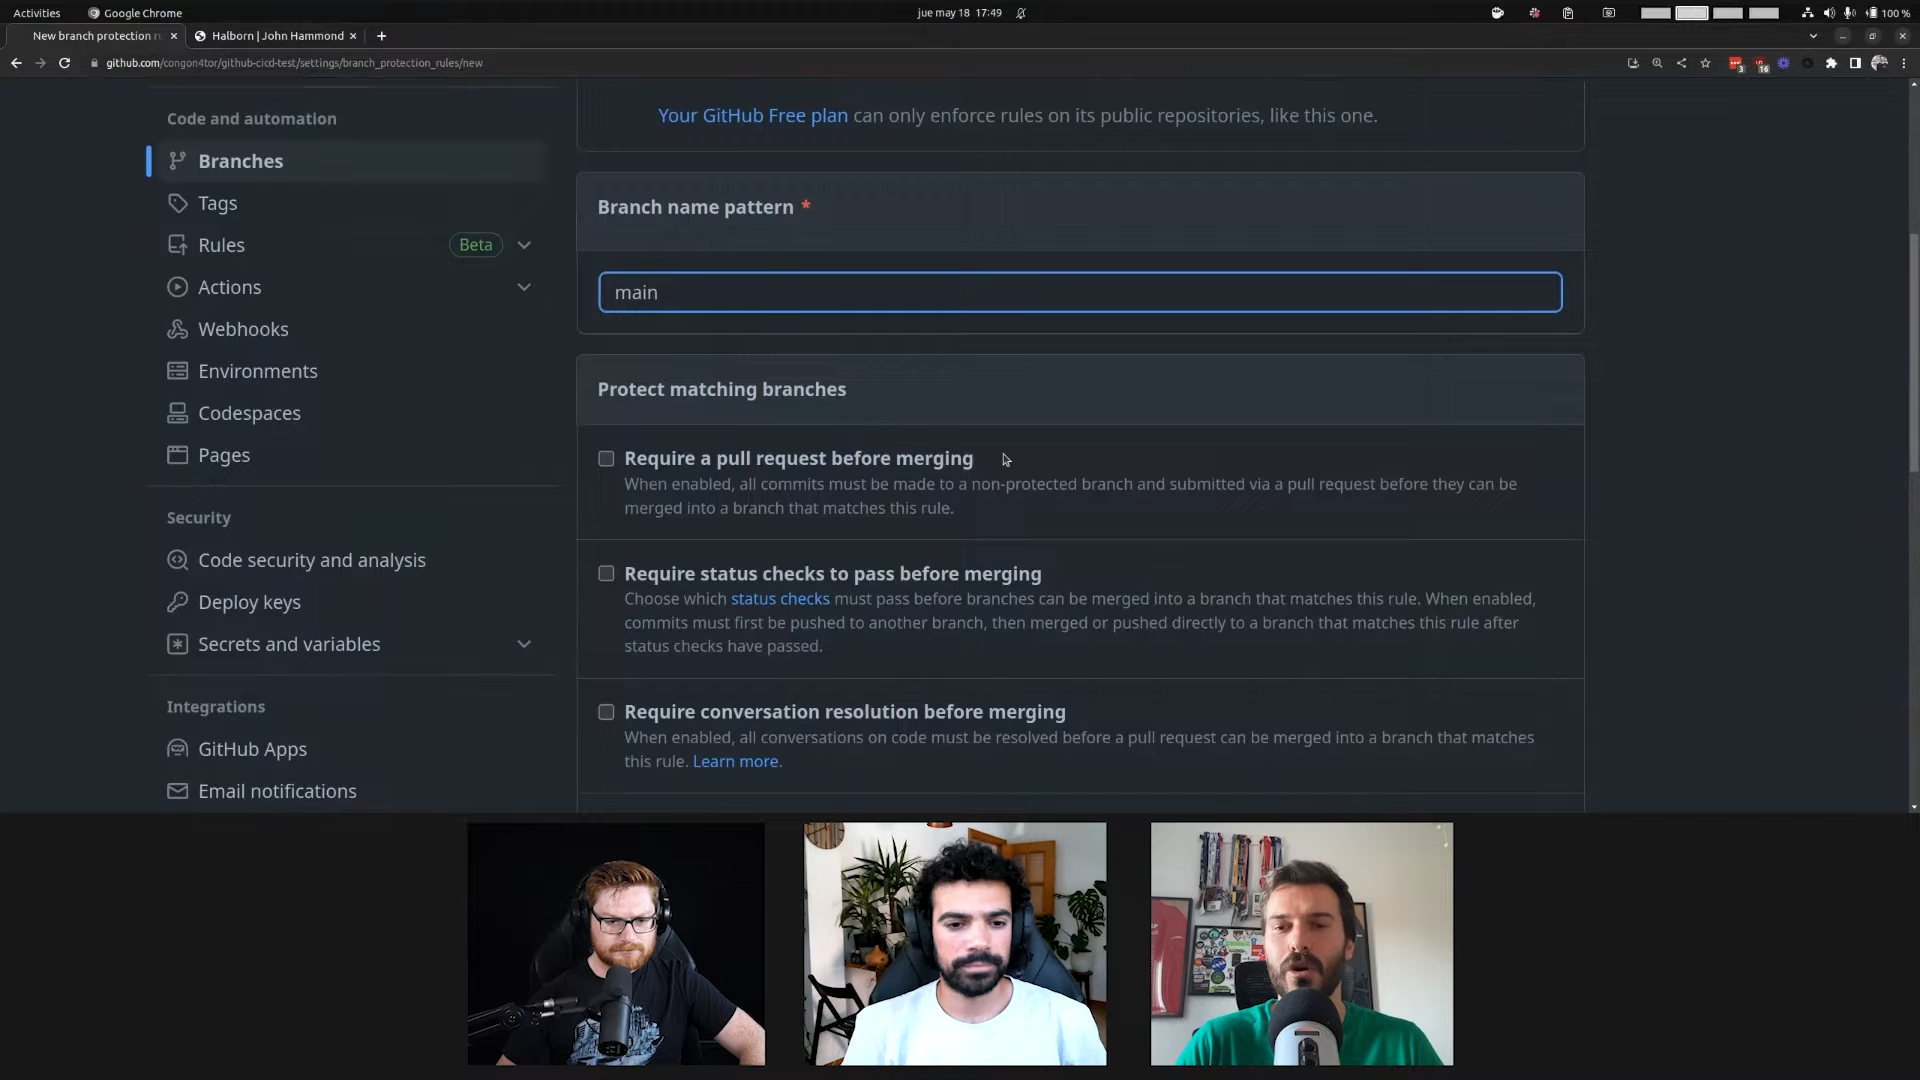 Activities
Google Chrome
jue may 18 17:49
100 %
New branch protection ru
Halborn | John Hammond
github.com/congon4tor/github-cicd-test/settings/branch_protection_rules/new
3
16
Code and automation
Branches
Tags
Rules
Beta
Actions
Webhooks
Environments
Codespaces
Pages
Security
Code security and analysis
Deploy keys
Secrets and variables
Integrations
GitHub Apps
Email notifications
Your GitHub Free plan can only enforce rules on its public repositories, like this one.
Branch name pattern *
main
Protect matching branches
Require a pull request before merging
When enabled, all commits must be made to a non-protected branch and submitted via a pull request before they can be
merged into a branch that matches this rule.
Require status checks to pass before merging
Choose which status checks must pass before branches can be merged into a branch that matches this rule. When enabled,
commits must first be pushed to another branch, then merged or pushed directly to a branch that matches this rule after
status checks have passed.
Require conversation resolution before merging
When enabled, all conversations on code must be resolved before a pull request can be merged into a branch that matches
this rule. Learn more.